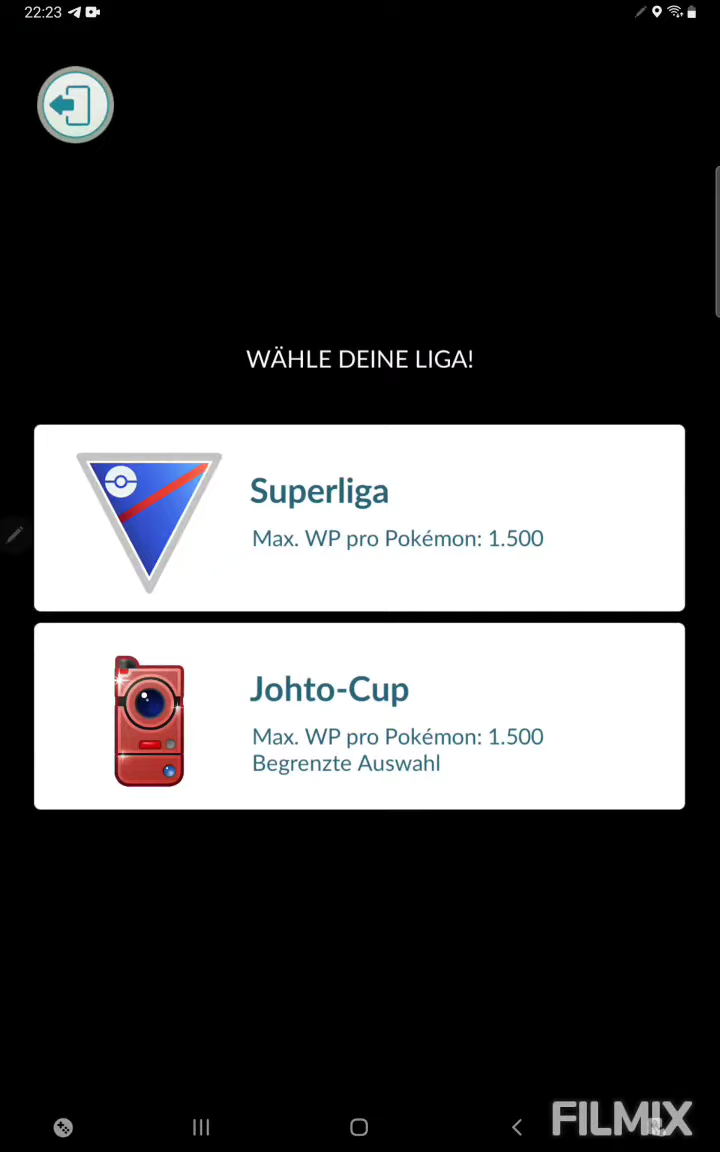 22:23
WÄHLE DEINE LIGA!
Superliga
Max. WP pro Pokémon: 1.500
Johto-Cup
Max. WP pro Pokémon: 1.500
Begrenzte Auswahl
FILMIX